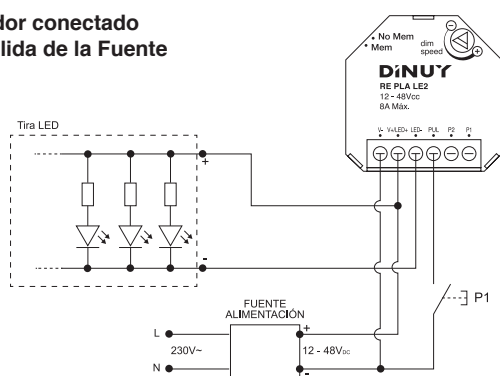 dor conectado
lida de la Fuente
No Mem
Mem
dim
speed
DiNUY
RE PLA LE2
12 - 48Vcc
8A Máx.
V- V+/LED+ LED- PUL P2 P1
Tira LED
+
-
P1
FUENTE
ALIMENTACIÓN
L
+
230V~
12 - 48VDC
N
-